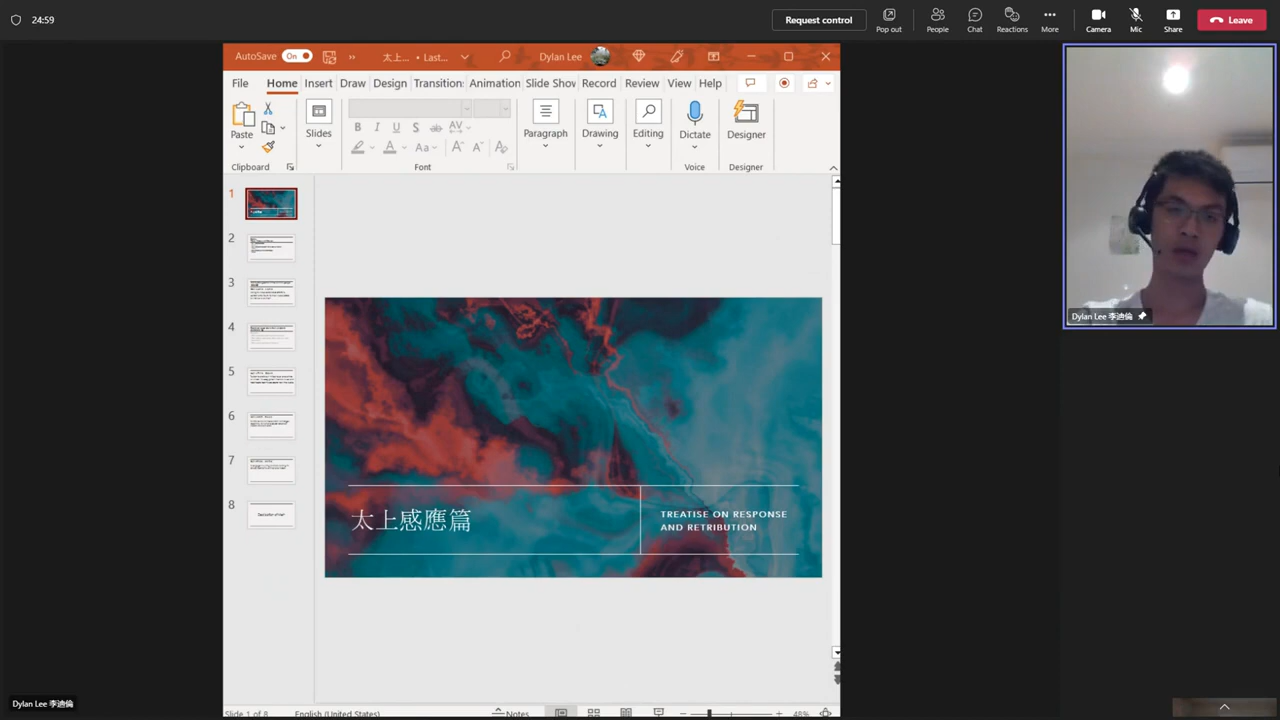 24:59
Request control
Pop out
People
Chat
Reactions
More
Camera
Mic
Share
Leave
AutoSave
On
太上... • Last...
Dylan Lee
File
Home
Insert
Draw
Design
Transition
Animation
Slide Show
Record
Review
View
Help
Paste
Slides
Paragraph
Drawing
Editing
Dictate
Designer
Clipboard
Font
Voice
Designer
1
2
3
4
5
6
7
8
太上感應篇
TREATISE ON RESPONSE
AND RETRIBUTION
Dylan Lee 李迪倫
Dylan Lee 李迪倫
Slide 1 of 8
English (United States)
Notes
48%